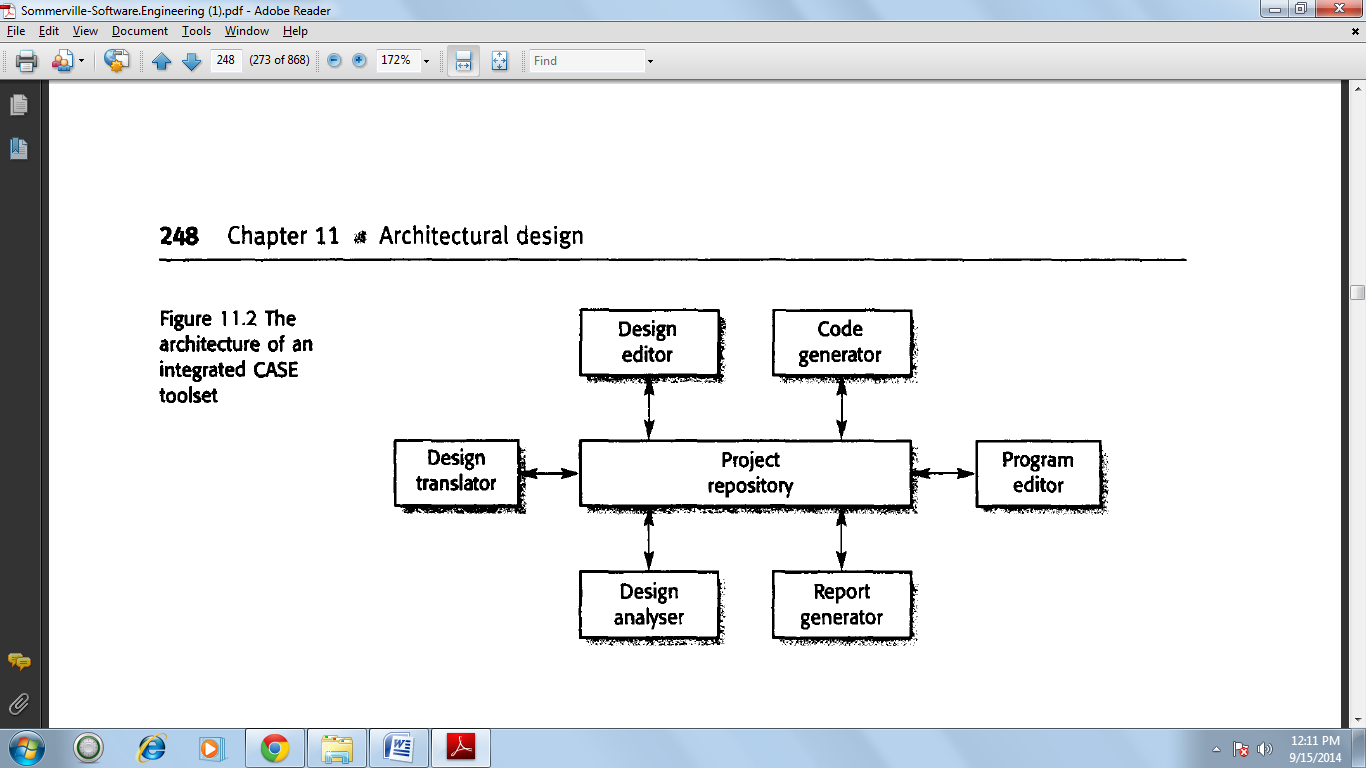 Sommerville-Software.Engineering (1).pdf - Adobe Reader
File Edit View Document Tools Window Help
248 (273 of 868) 172% Find
248 Chapter 11 Architectural design
Figure 11.2 The
architecture of an
integrated CASE
toolset
Design
editor
Code
generator
Design
translator
Project
repository
Program
editor
Design
analyser
Report
generator
12:11 PM
9/15/2014